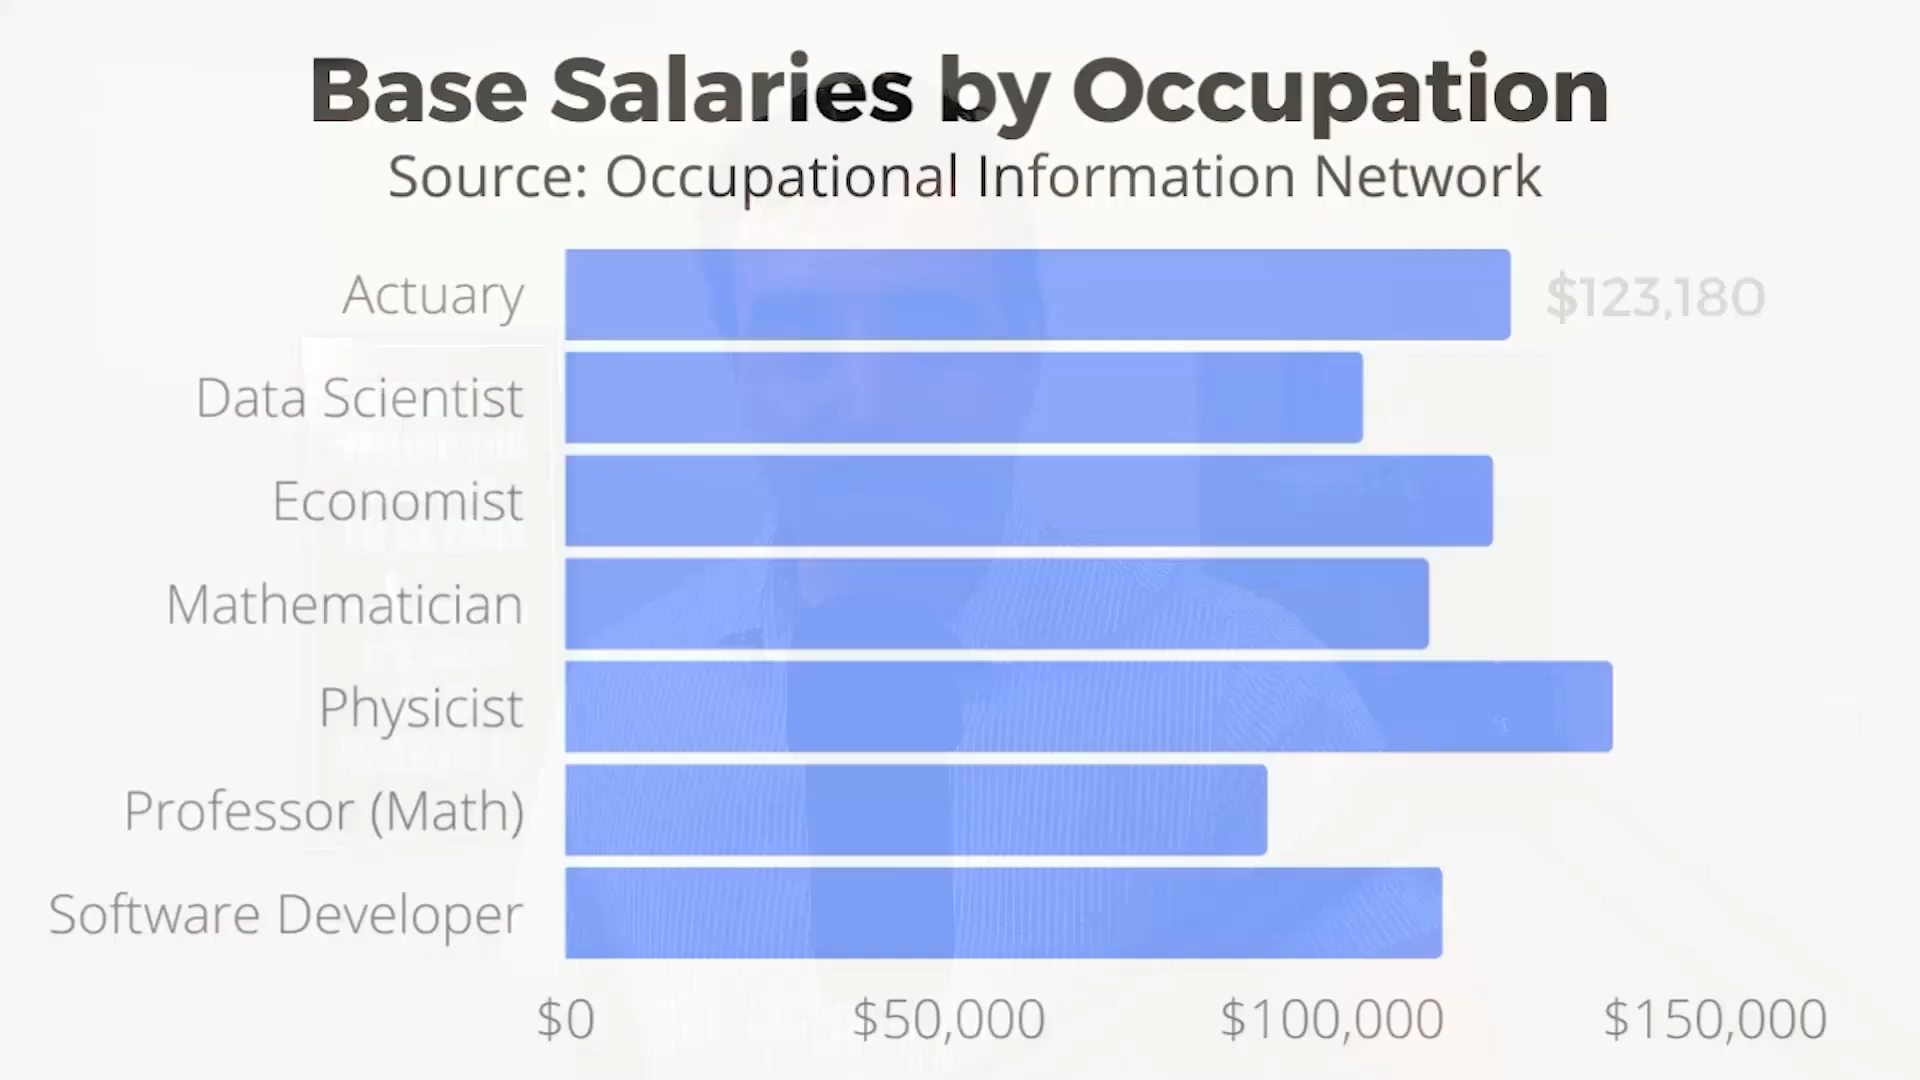 Base Salaries by Occupation
Source: Occupational Information Network
Actuary
$123,180
Data Scientist
Economist
Mathematician
Physicist
Professor (Math)
Software Developer
$0 $50,000 $100,000 $150,000